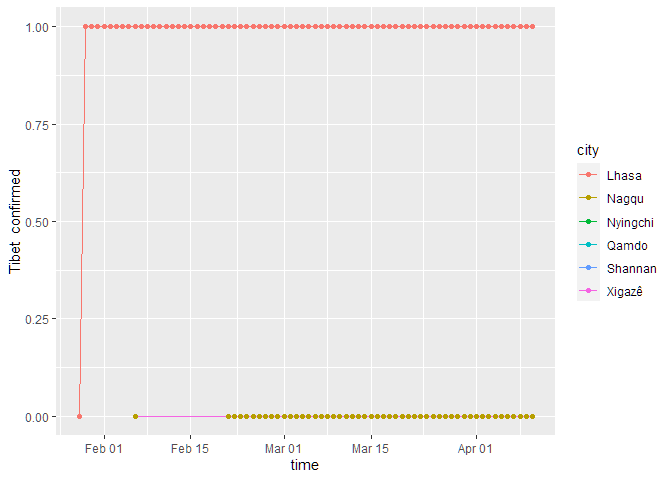 1.00
0.75
0.50
0.25
0.00
Tibet confirmed
Feb 01
Feb 15
Mar 01
Mar 15
Apr 01
time
city
Lhasa
Nagqu
Nyingchi
Qamdo
Shannan
Xigazê